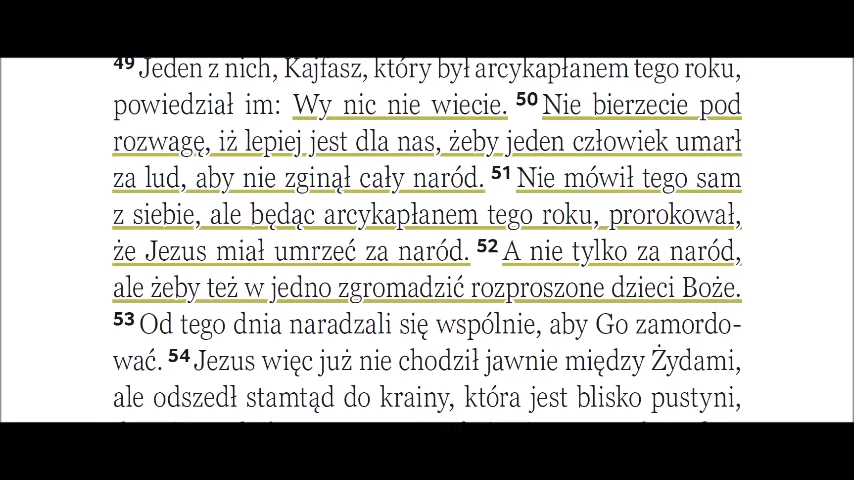 49 Jeden z nich, Kajfasz, który był arcykapłanem tego roku,
powiedział im: Wy nic nie wiecie. 50 Nie bierzecie pod
rozwagę, iż lepiej jest dla nas, żeby jeden człowiek umarł
za lud, aby nie zginął cały naród. 51 Nie mówił tego sam
z siebie, ale będąc arcykapłanem tego roku, prorokował,
że Jezus miał umrzeć za naród. 52 A nie tylko za naród,
ale żeby też w jedno zgromadzić rozproszone dzieci Boże.
53 Od tego dnia naradzali się wspólnie, aby Go zamordo-
wać. 54 Jezus więc już nie chodził jawnie między Żydami,
ale odszedł stamtąd do krainy, która jest blisko pustyni,